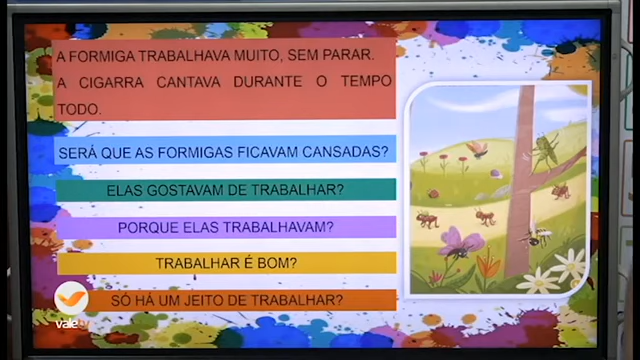 A FORMIGA TRABALHAVA MUITO, SEM PARAR.
A CIGARRA CANTAVA DURANTE O TEMPO
TODO.
SERÁ QUE AS FORMIGAS FICAVAM CANSADAS?
ELAS GOSTAVAM DE TRABALHAR?
PORQUE ELAS TRABALHAVAM?
TRABALHAR É BOM?
SÓ HÁ UM JEITO DE TRABALHAR?
valetv